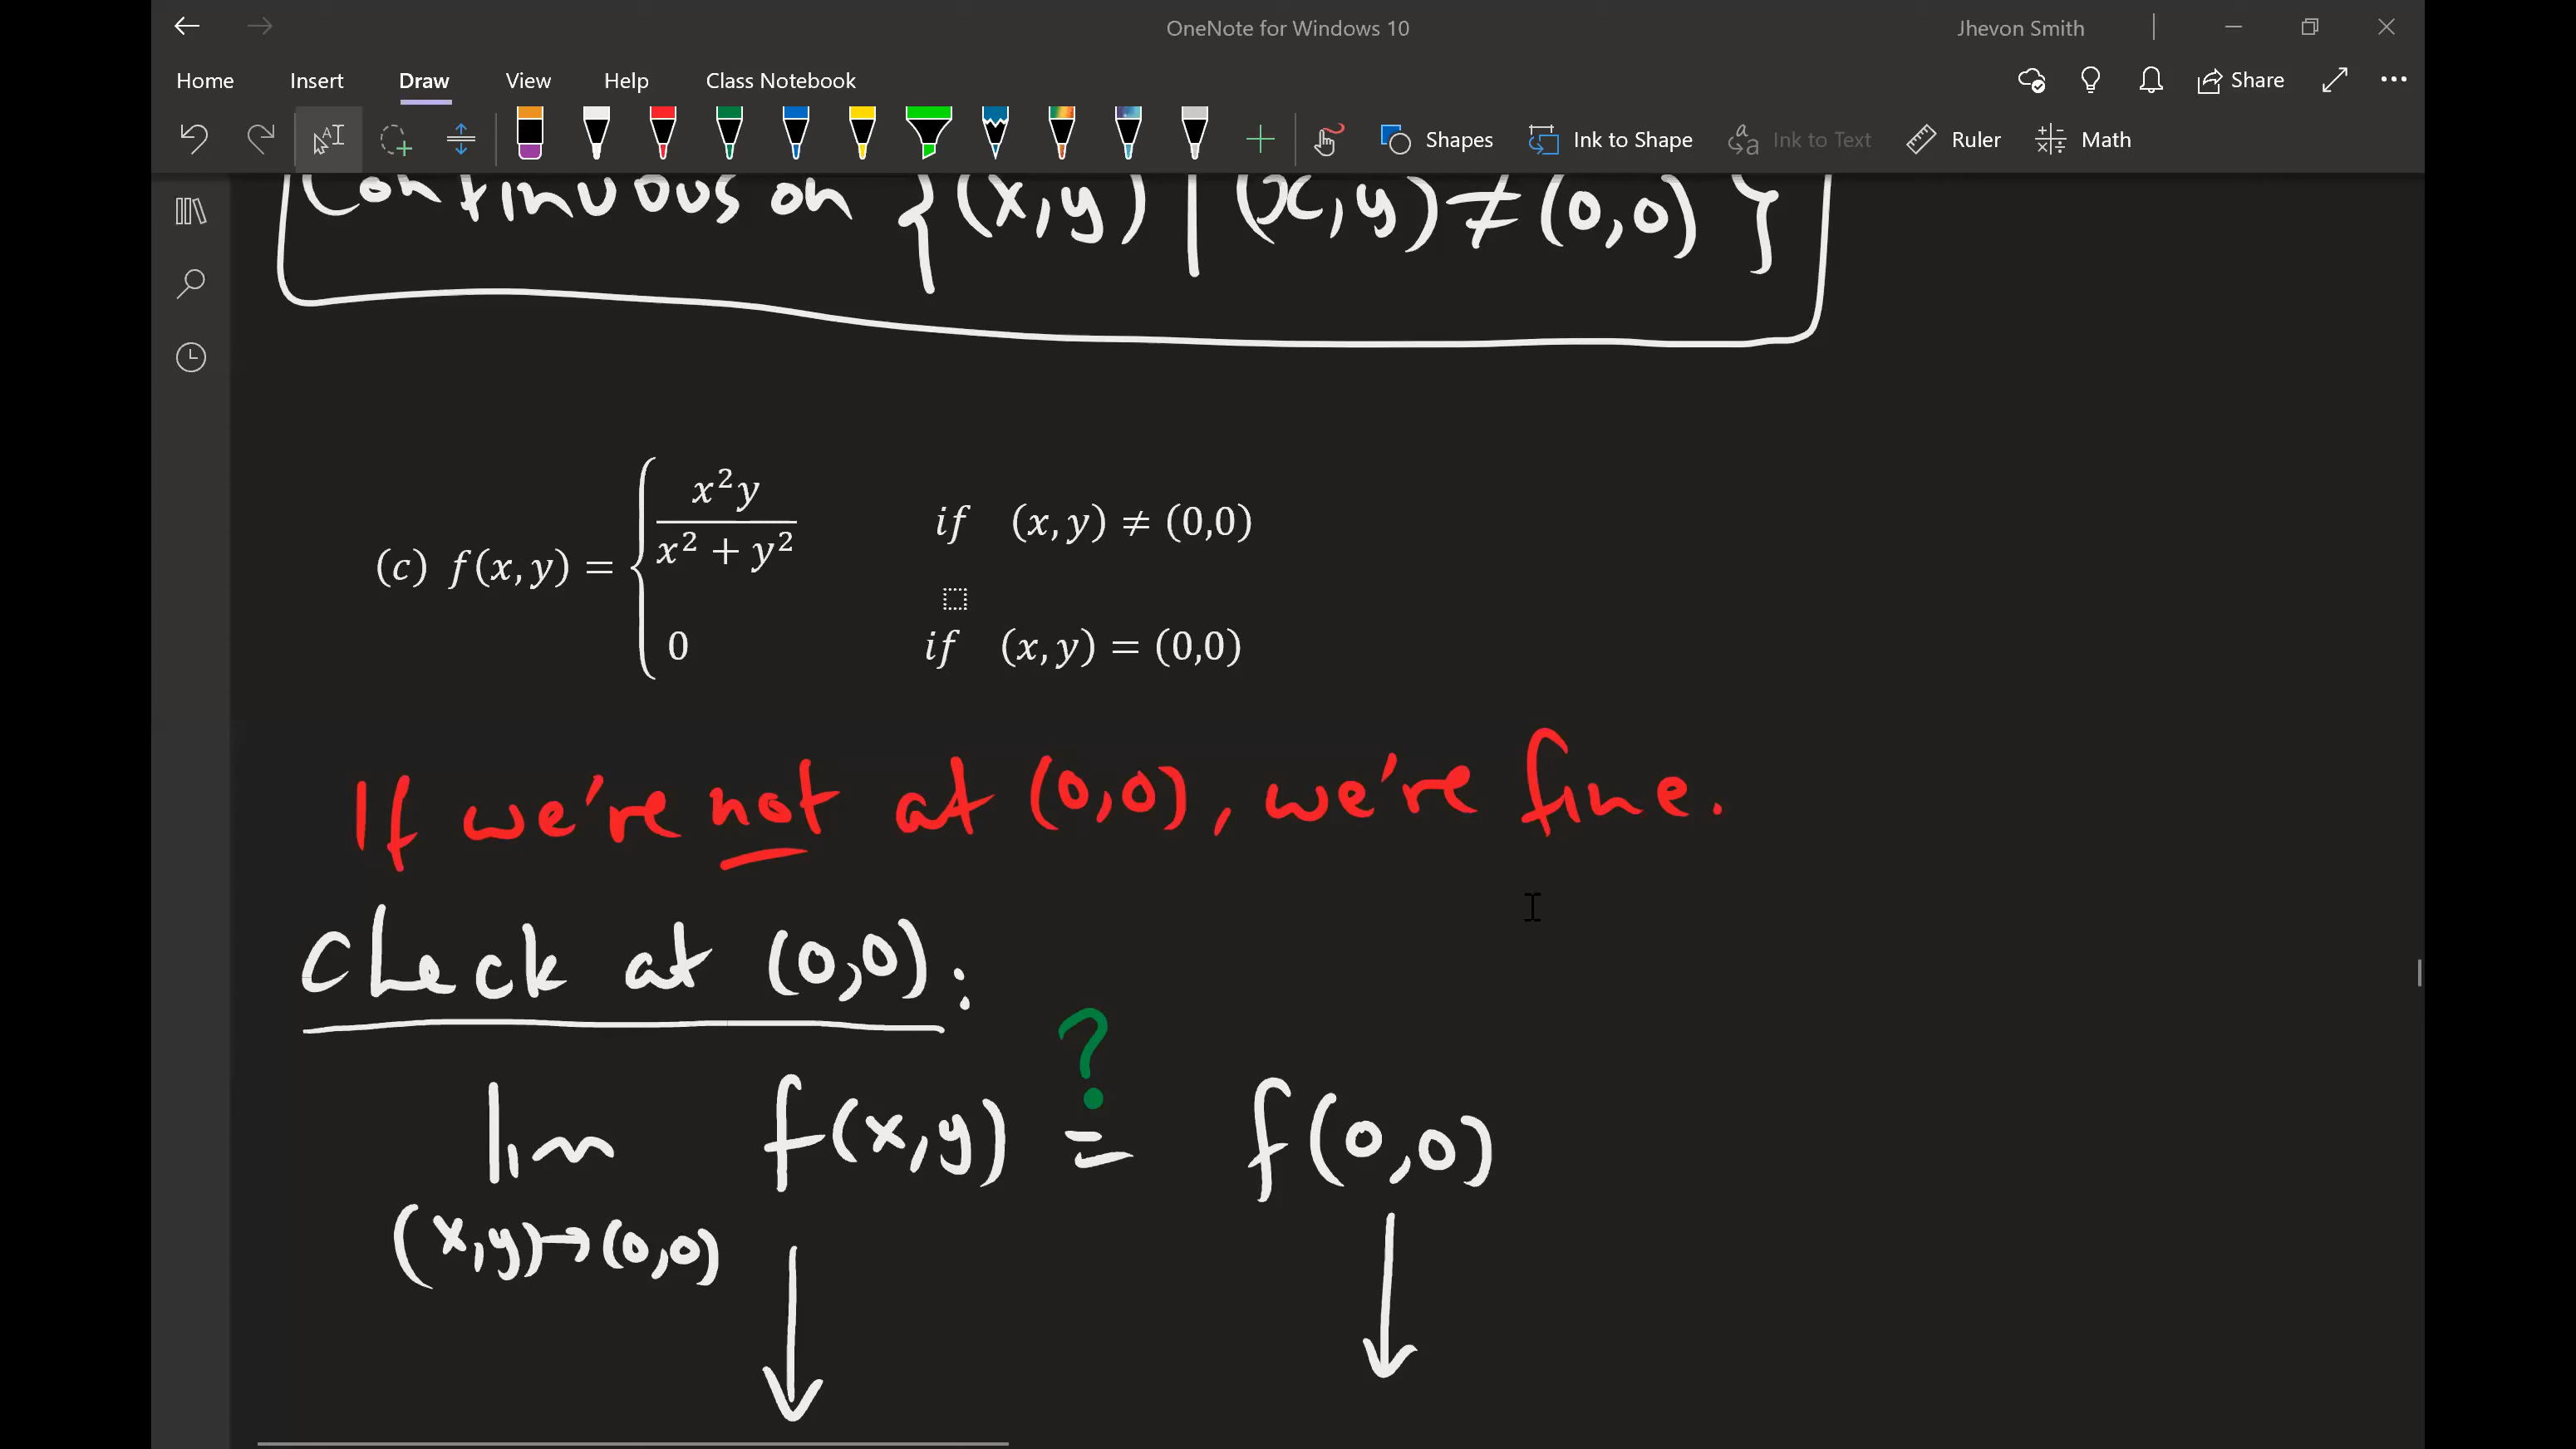 OneNote for Windows 10
Jhevon Smith
Home Insert Draw View Help Class Notebook
Share
Shapes Ink to Shape Ink to Text Ruler Math
Continuous on {(x,y) | (x,y) ≠ (0,0) }
(c) f(x,y) = { x²y / x² + y² if (x,y) ≠ (0,0)
0 if (x,y) = (0,0)
If we're not at (0,0), we're fine.
Check at (0,0):
?
lim f(x,y) = f(0,0)
(x,y)→(0,0)